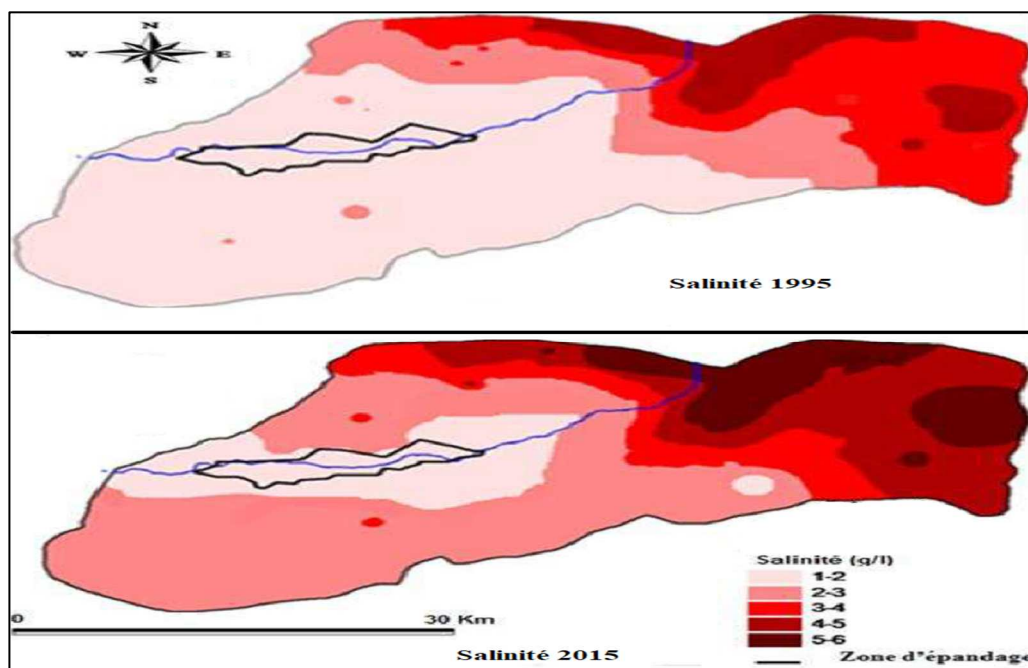 N
W E
S
Salinité 1995
Salinité (g/l)
1-2
2-3
3-4
4-5
5-6
Zone d'épandage
0 30 Km
Salinité 2015